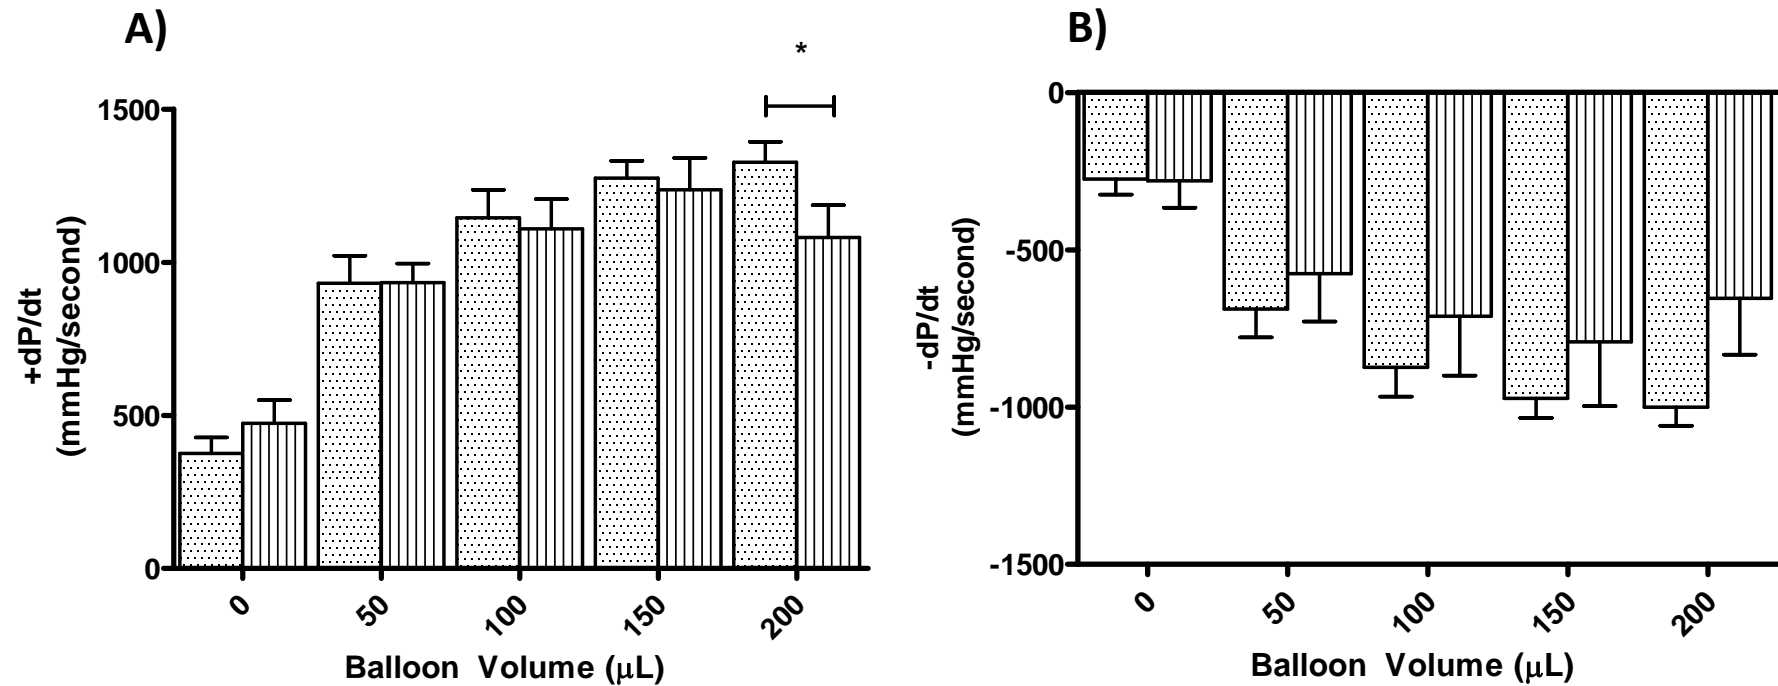 A)
*
+dP/dt
(mmHg/second)
1500
1000
500
0
0
50
100
150
200
Balloon Volume (μL)
B)
-dP/dt
(mmHg/second)
0
-500
-1000
-1500
0
50
100
150
200
Balloon Volume (μL)